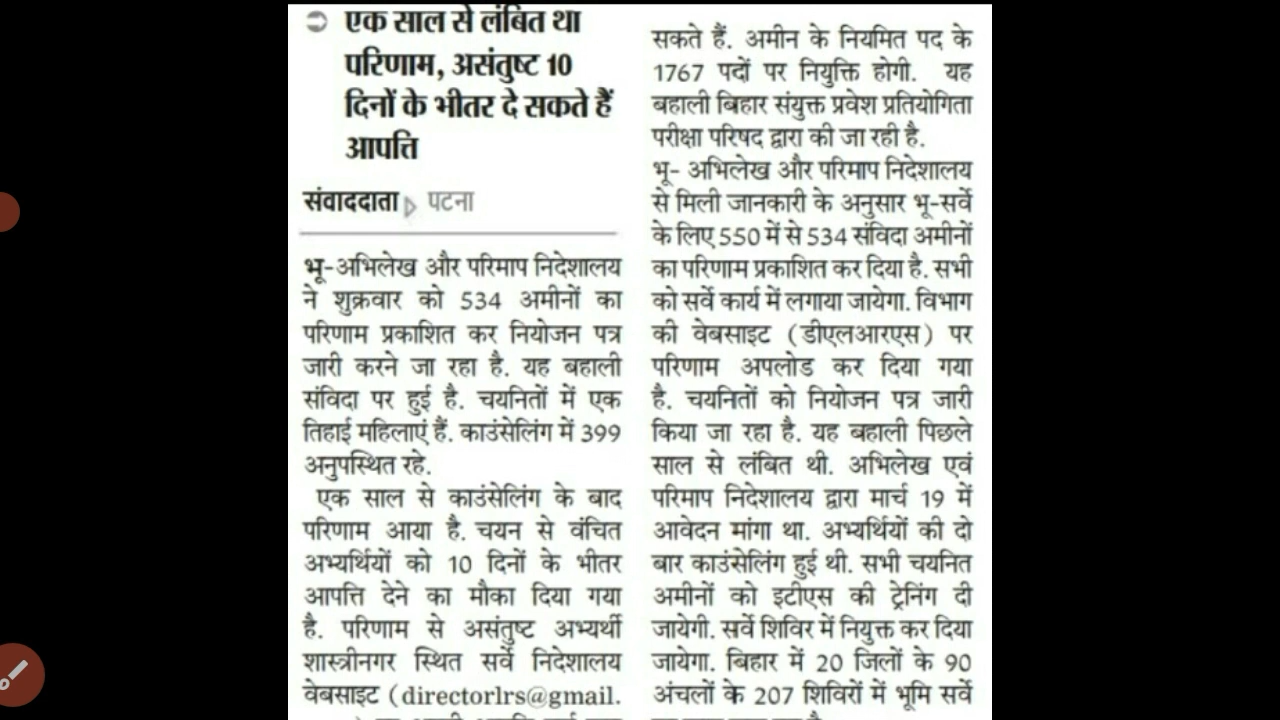 एक साल से लंबित था
परिणाम, असंतुष्ट 10
दिनों के भीतर दे सकते हैं
आपत्ति
संवाददाता पटना
भू-अभिलेख और परिमाप निदेशालय
ने शुक्रवार को 534 अमीनों का
परिणाम प्रकाशित कर नियोजन पत्र
जारी करने जा रहा है. यह बहाली
संविदा पर हुई है. चयनितों में एक
तिहाई महिलाएं हैं. काउंसेलिंग में 399
अनुपस्थित रहे.
एक साल से काउंसेलिंग के बाद
परिणाम आया है. चयन से वंचित
अभ्यर्थियों को 10 दिनों के भीतर
आपत्ति देने का मौका दिया गया
है. परिणाम से असंतुष्ट अभ्यर्थी
शास्त्रीनगर स्थित सर्वे निदेशालय
वेबसाइट (directorlrs@gmail.
सकते हैं. अमीन के नियमित पद के
1767 पदों पर नियुक्ति होगी. यह
बहाली बिहार संयुक्त प्रवेश प्रतियोगिता
परीक्षा परिषद द्वारा की जा रही है.
भू- अभिलेख और परिमाप निदेशालय
से मिली जानकारी के अनुसार भू-सर्वे
के लिए 550 में से 534 संविदा अमीनों
का परिणाम प्रकाशित कर दिया है. सभी
को सर्वे कार्य में लगाया जायेगा. विभाग
की वेबसाइट (डीएलआरएस) पर
परिणाम अपलोड कर दिया गया
है. चयनितों को नियोजन पत्र जारी
किया जा रहा है. यह बहाली पिछले
साल से लंबित थी. अभिलेख एवं
परिमाप निदेशालय द्वारा मार्च 19 में
आवेदन मांगा था. अभ्यर्थियों की दो
बार काउंसेलिंग हुई थी. सभी चयनित
अमीनों को इटीएस की ट्रेनिंग दी
जायेगी. सर्वे शिविर में नियुक्त कर दिया
जायेगा. बिहार में 20 जिलों के 90
अंचलों के 207 शिविरों में भूमि सर्वे